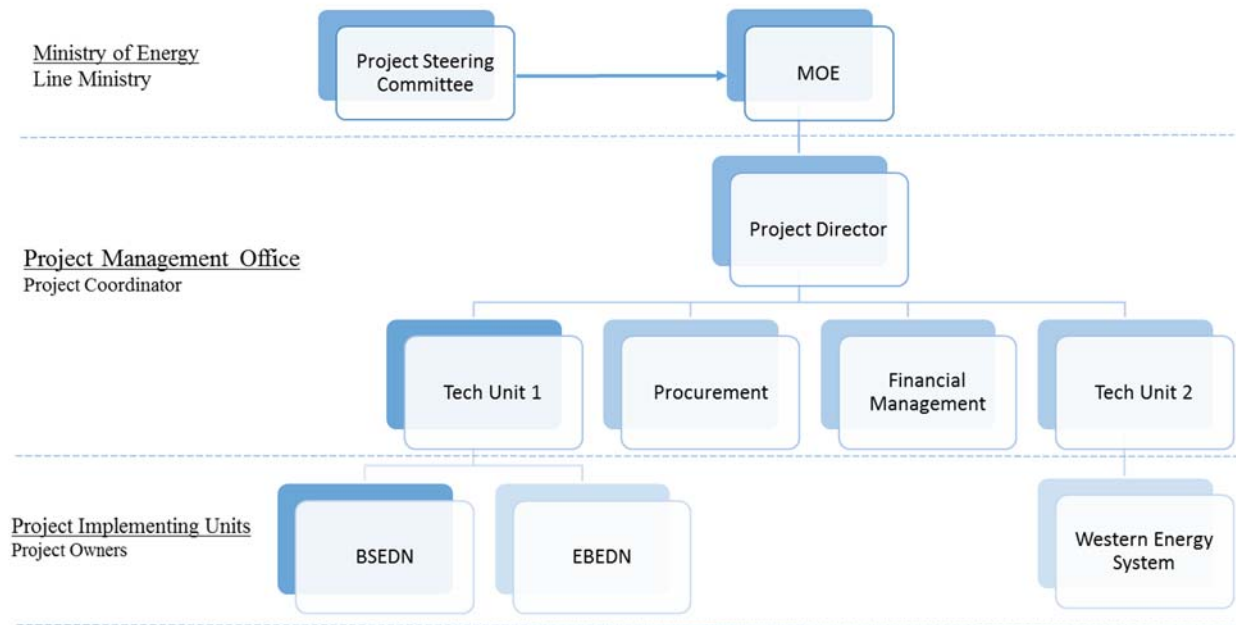 Ministry of Energy
Line Ministry
Project Steering
Committee
MOE
Project Management Office
Project Coordinator
Project Director
Tech Unit 1
Procurement
Financial
Management
Tech Unit 2
Project Implementing Units
Project Owners
BSEDN
EBEDN
Western Energy
System